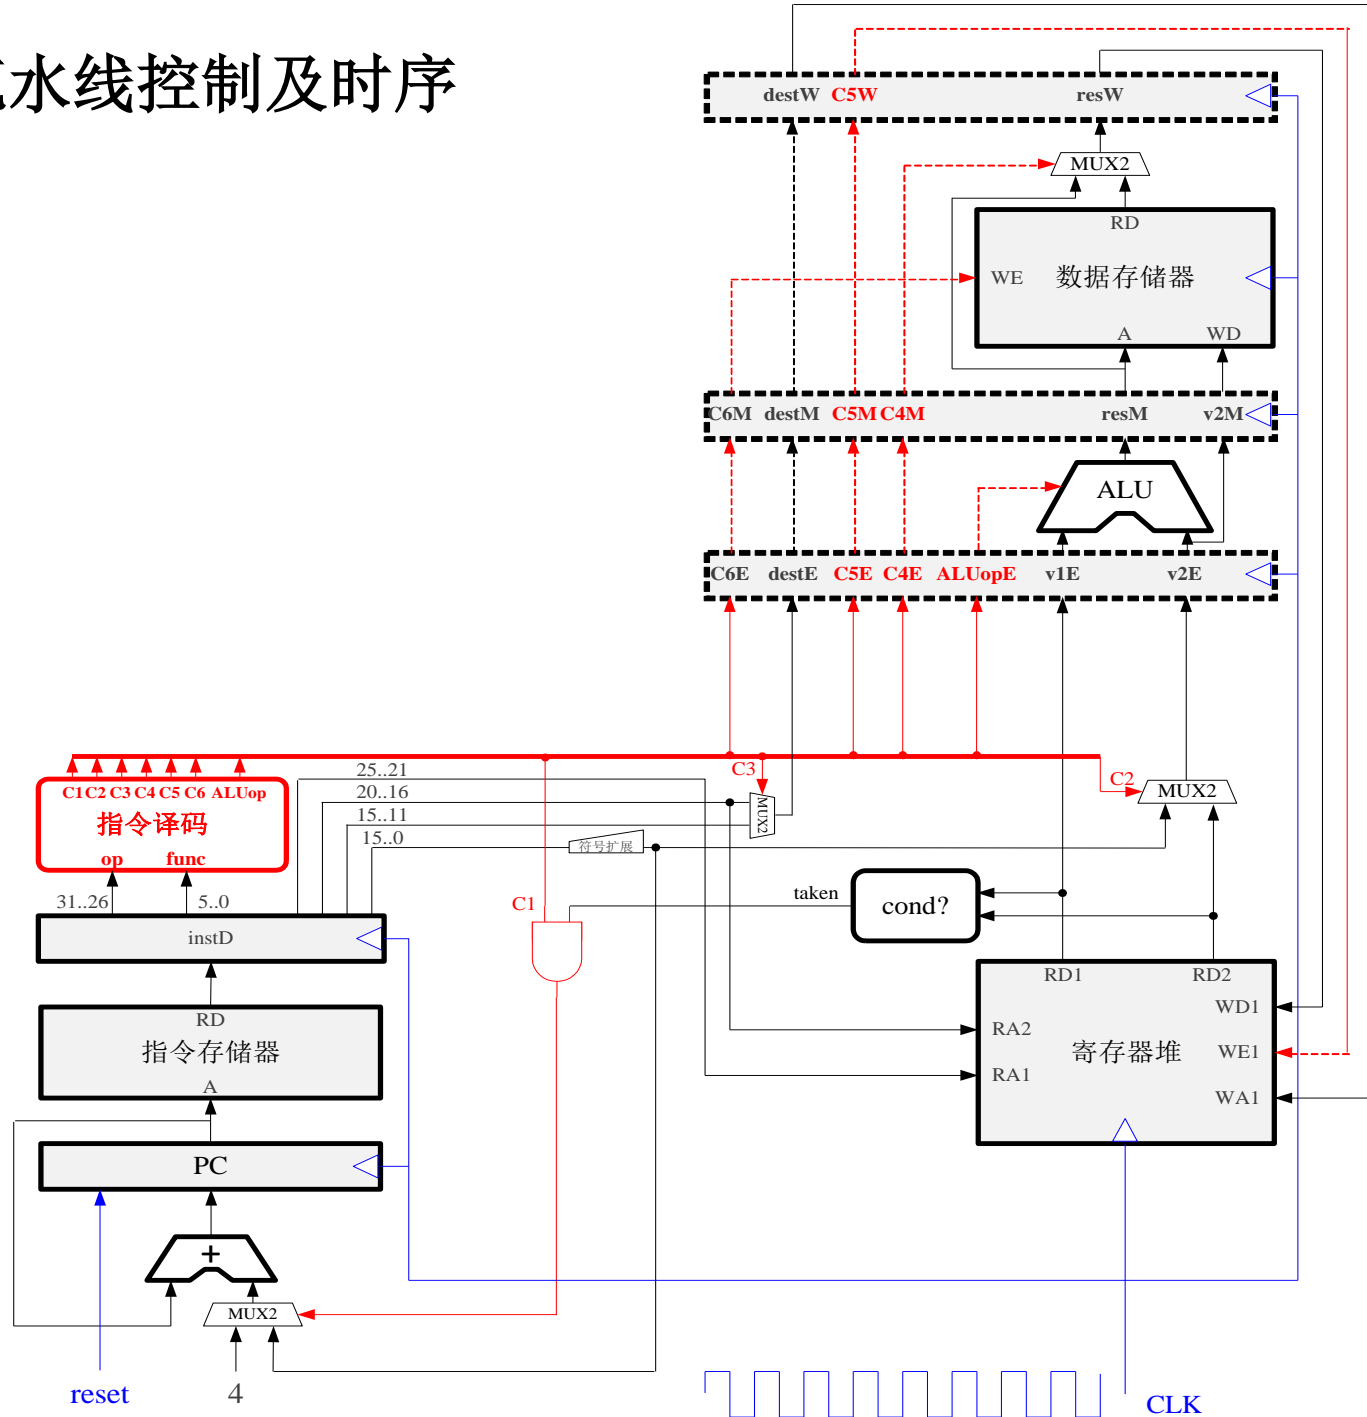 水线控制及时序
destW C5W resW
MUX2
RD
WE 数据存储器
A WD
C6M destM C5M C4M resM v2M
ALU
C6E destE C5E C4E ALUopE v1E v2E
C3
C2
MUX2
MUX2
C1 C2 C3 C4 C5 C6 ALUop
指令译码
op func
25..21
20..16
15..11
15..0
符号扩展
31..26 5..0
C1
taken
cond?
instD
RD
指令存储器
A
RD1 RD2
WD1
RA2 寄存器堆 WE1
RA1
WA1
PC
+
MUX2
reset 4
CLK